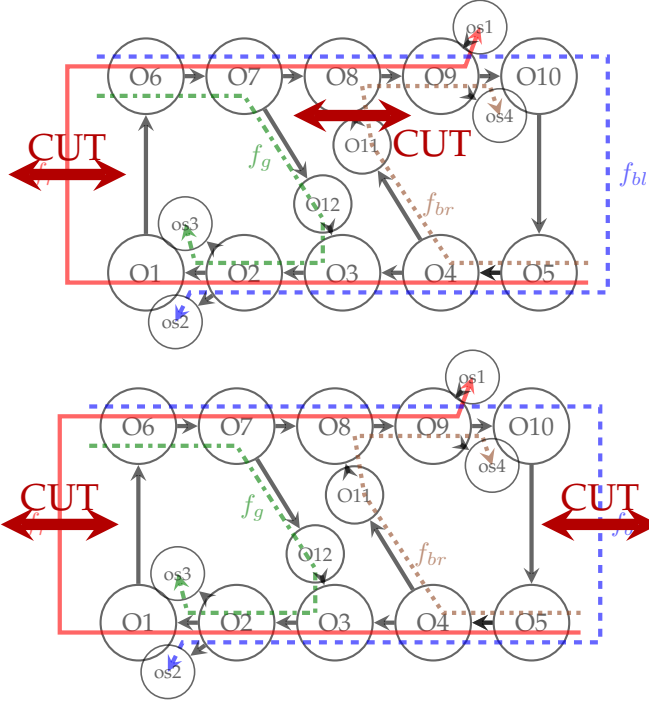 os1
O6 O7 O8 O9 O10
os4
CUT CUT
O11
f_r f_g f_bl
f_br
O12
os3
O1 O2 O3 O4 O5
os2
os1
O6 O7 O8 O9 O10
os4
CUT CUT
O11
f_r f_g
f_br
O12
os3
O1 O2 O3 O4 O5
os2